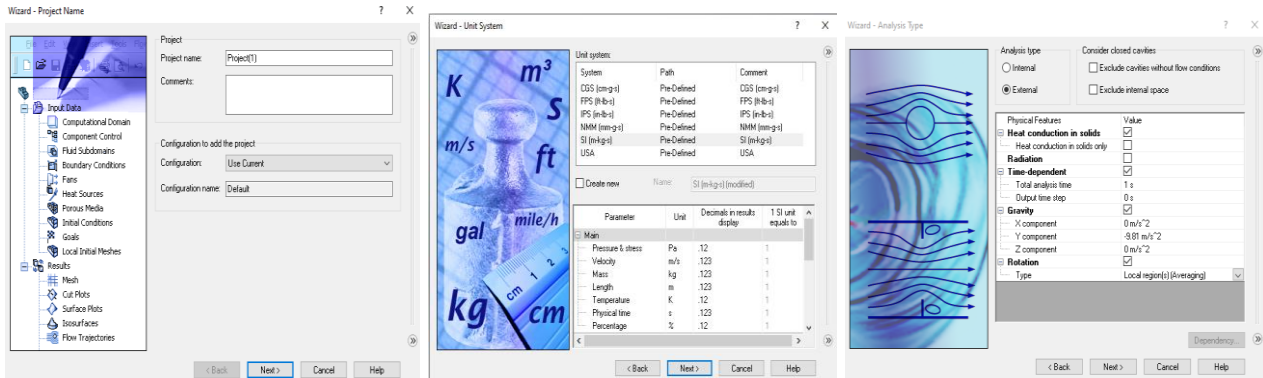 Wizard - Project Name ? X
Project
Project name: Project(1)
Comments:
Input Data
Computational Domain
Component Control
Fluid Subdomains
Boundary Conditions
Fans
Heat Sources
Porous Media
Initial Conditions
Goals
Local Initial Meshes
Results
Mesh
Cut Plots
Surface Plots
Isosurfaces
Flow Trajectories
Configuration to add the project
Configuration: Use Current
Configuration name: Default
< Back Next > Cancel Help
Wizard - Unit System ? X
K m³ S m/s ft gal mile/h kg cm
cm 1 2 3
Unit system:
System Path Comment
CGS (cm-g-s) Pre-Defined CGS (cm-g-s)
FPS (ft-lb-s) Pre-Defined FPS (ft-lb-s)
IPS (in-lb-s) Pre-Defined IPS (in-lb-s)
NMM (mm-g-s) Pre-Defined NMM (mm-g-s)
SI (m-kg-s) Pre-Defined SI (m-kg-s)
USA Pre-Defined USA
Create new Name: SI (m-kg-s) (modified)
Parameter Unit Decimals in results display 1 SI unit equals to
Main
Pressure & stress Pa .12 1
Velocity m/s .123 1
Mass kg .123 1
Length m .123 1
Temperature K .12 1
Physical time s .123 1
Percentage % .12 1
< Back Next > Cancel Help
Wizard - Analysis Type ? X
Analysis type
Internal
External
Consider closed cavities
Exclude cavities without flow conditions
Exclude internal space
Physical Features Value
Heat conduction in solids
Heat conduction in solids only
Radiation
Time-dependent
Total analysis time 1 s
Output time step 0 s
Gravity
X component 0 m/s^2
Y component -9.81 m/s^2
Z component 0 m/s^2
Rotation
Type Local region(s) (Averaging)
Dependency...
< Back Next > Cancel Help